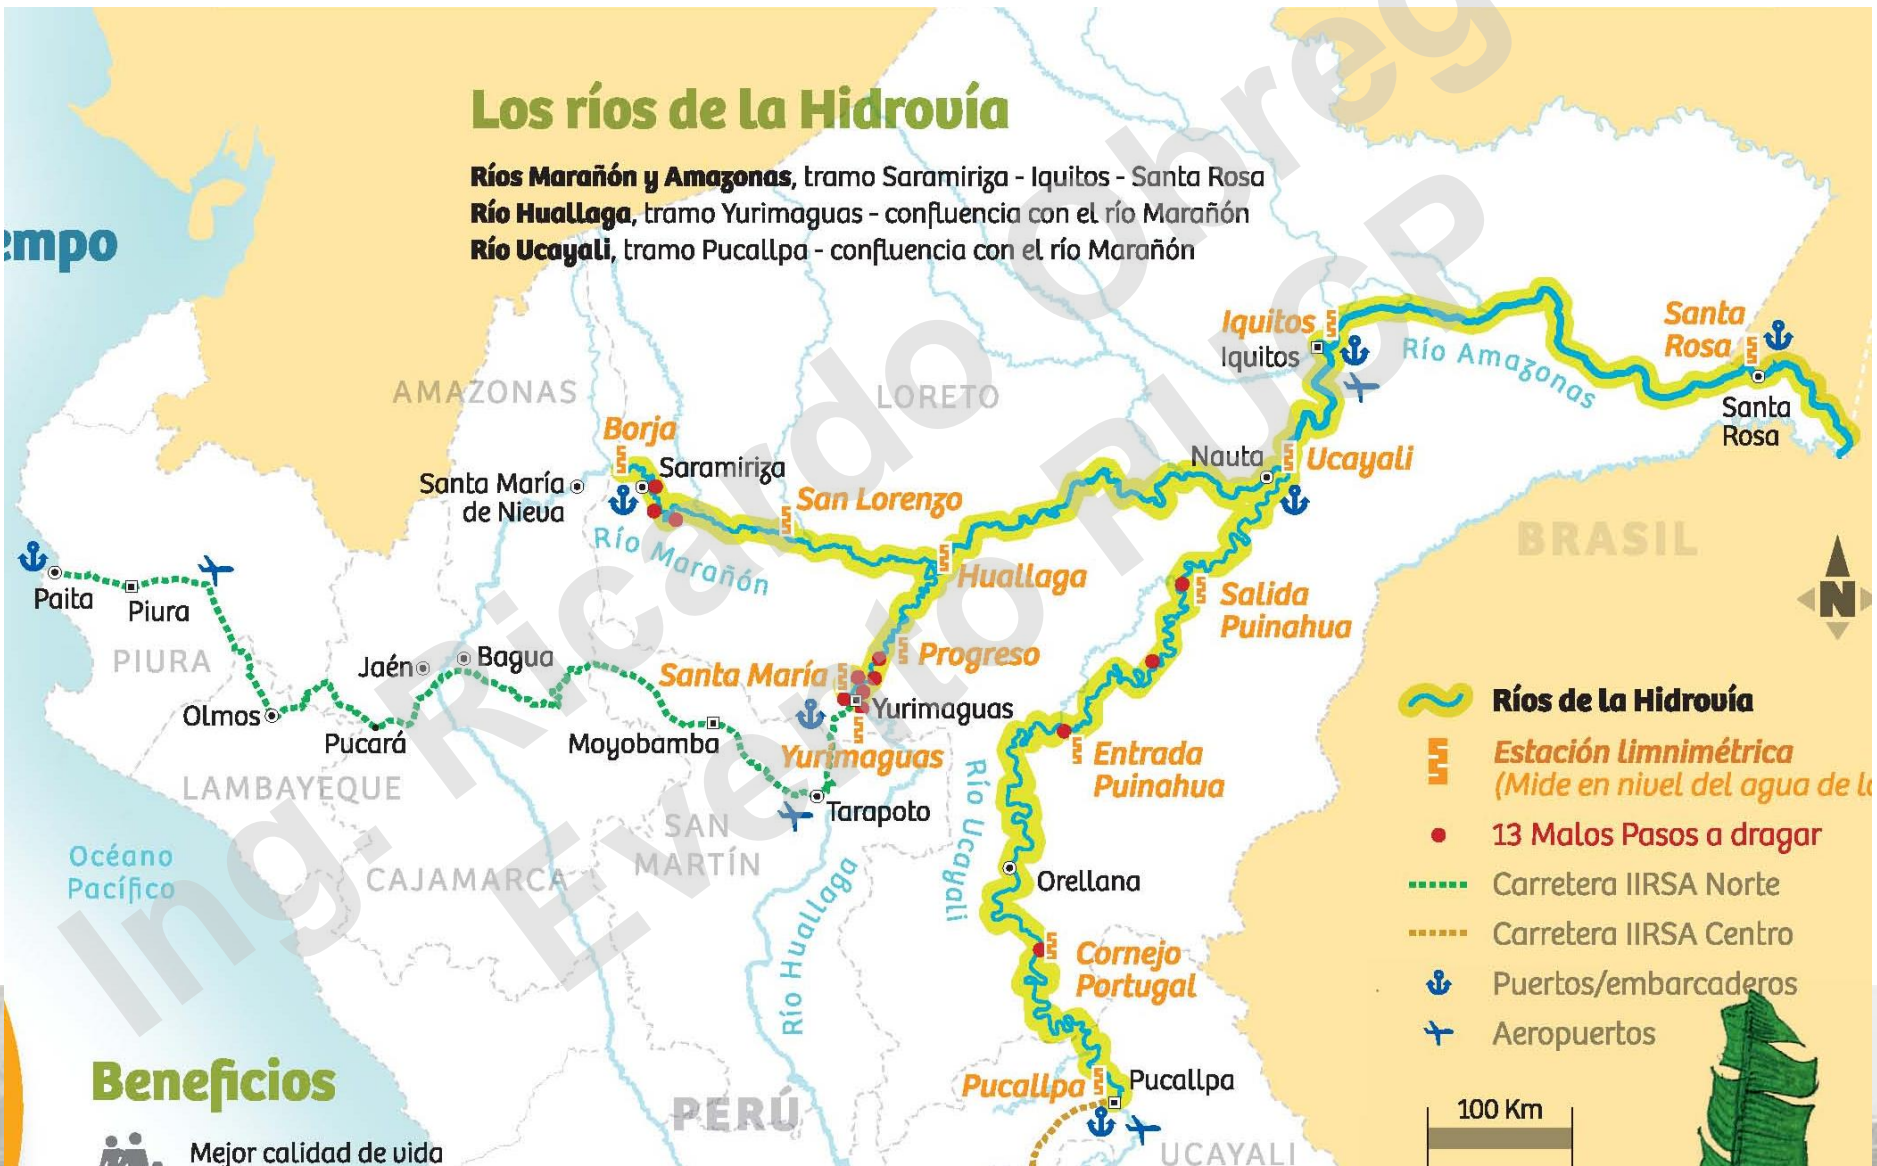 Los ríos de la Hidrovía
Ríos Marañón y Amazonas, tramo Saramiriza - Iquitos - Santa Rosa
Río Huallaga, tramo Yurimaguas - confluencia con el río Marañón
Río Ucayali, tramo Pucallpa - confluencia con el río Marañón
empo
Iquitos
Iquitos
Río Amazonas
Santa
Rosa
Santa
Rosa
AMAZONAS
LORETO
Borja
Saramiriza
Santa María
de Nieva
San Lorenzo
Nauta
Ucayali
Río Marañón
Huallaga
BRASIL
Salida
Puinahua
N
Paita
Piura
PIURA
Jaén
Bagua
Santa María
Progreso
Olmos
Pucará
Moyobamba
Yurimaguas
Yurimaguas
LAMBAYEQUE
Tarapoto
SAN
MARTÍN
CAJAMARCA
Océano
Pacífico
Río Huallaga
Río Ucayali
Entrada
Puinahua
Orellana
Cornejo
Portugal
Pucallpa
Pucallpa
PERÚ
UCAYALI
Ríos de la Hidrovía
Estación limnimétrica
(Mide en nivel del agua de lo
13 Malos Pasos a dragar
Carretera IIRSA Norte
Carretera IIRSA Centro
Puertos/embarcaderos
Aeropuertos
100 Km
Beneficios
Mejor calidad de vida
Ing. Ricardo Obreg
Evento PUCP